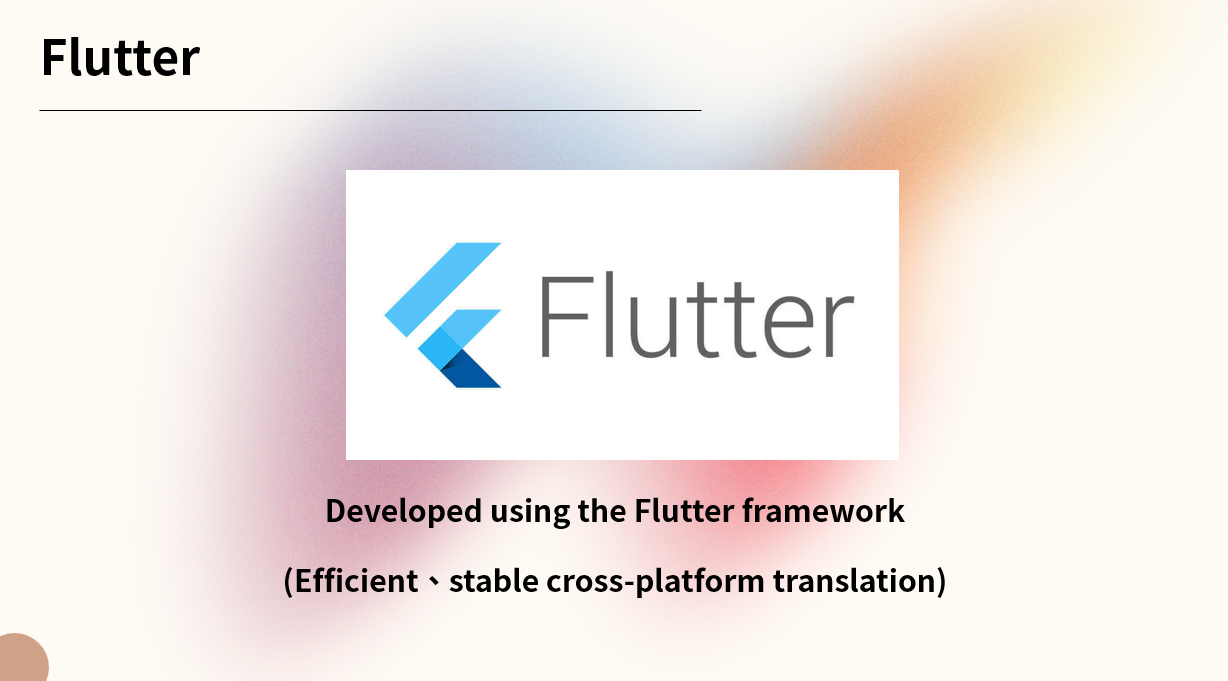 Flutter
Flutter
Developed using the Flutter framework
(Efficient、stable cross-platform translation)